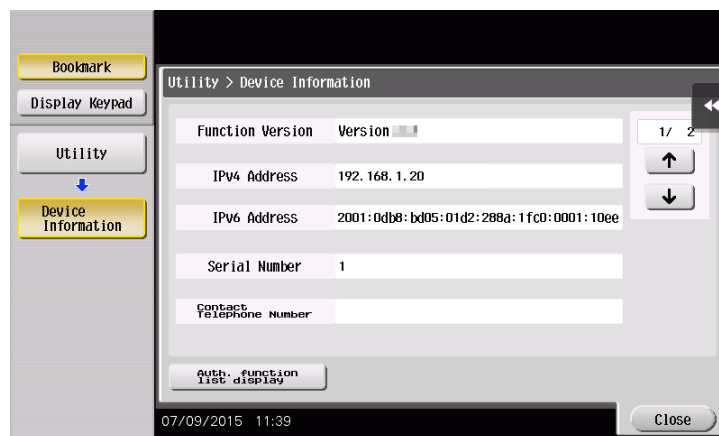 Bookmark
Display Keypad
Utility
Device
Information
Utility > Device Information
Function Version Version
IPv4 Address 192.168.1.20
IPv6 Address 2001:0db8:bd05:01d2:288a:1fc0:0001:10ee
Serial Number 1
Contact
Telephone Number
1/ 2
Auth. function
list display
07/09/2015 11:39
Close